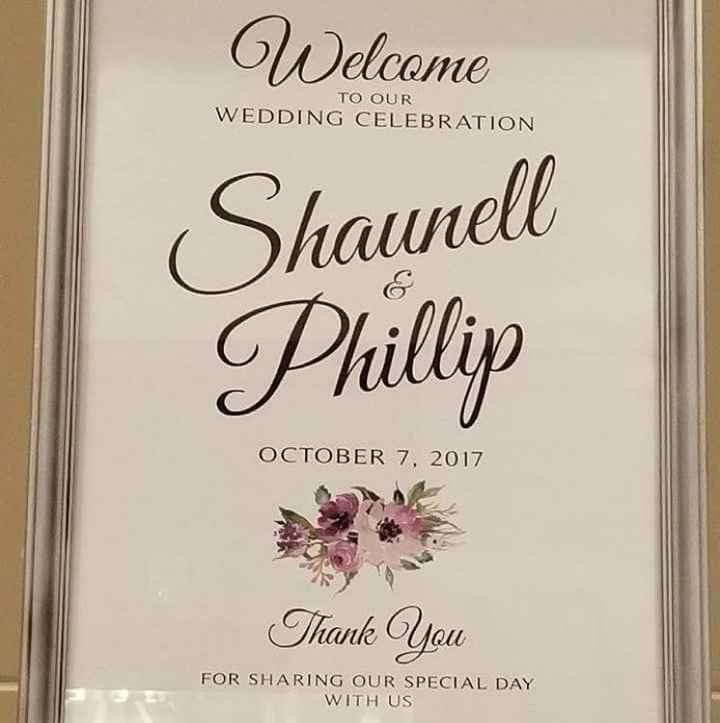 Welcome
TO OUR
WEDDING CELEBRATION
Shaunell
&
Phillip
OCTOBER 7, 2017
Thank You
FOR SHARING OUR SPECIAL DAY
WITH US